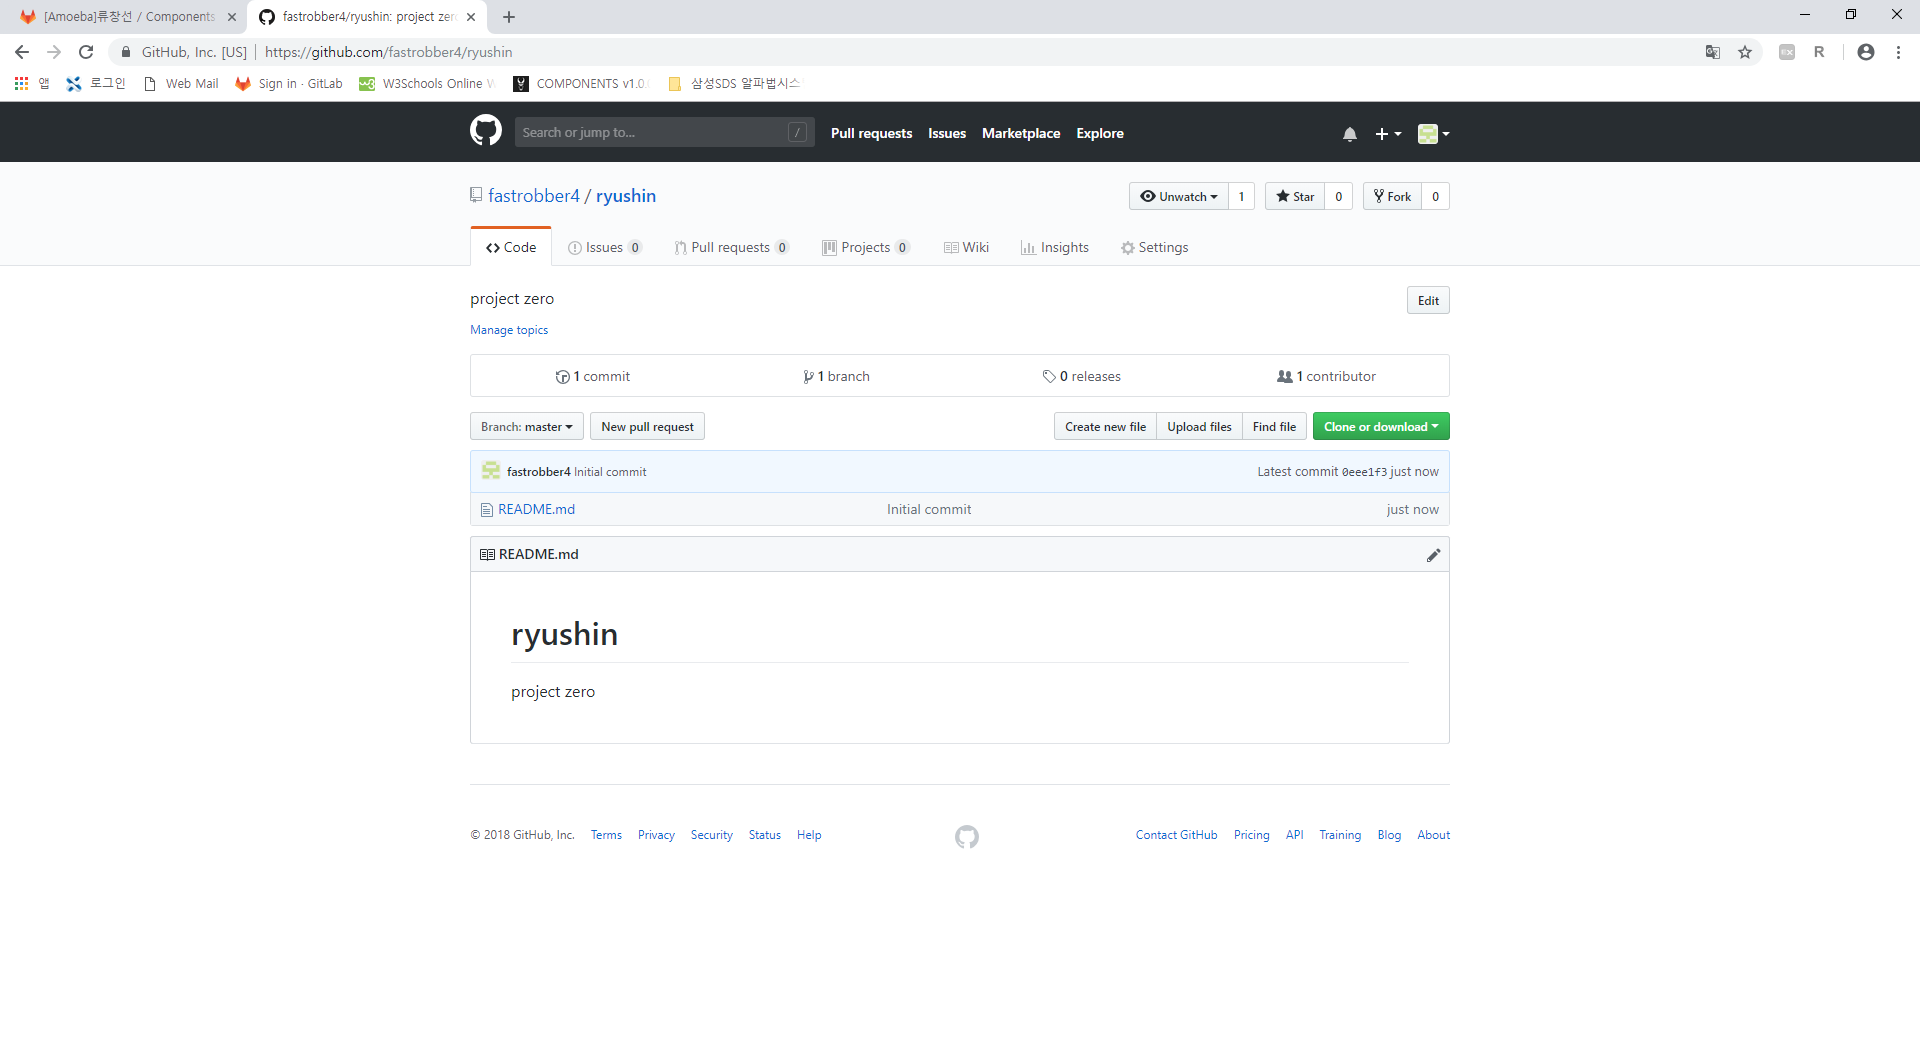 [Amoeba]류창선 / Components
fastrobber4/ryushin: project zero
GitHub, Inc. [US] https://github.com/fastrobber4/ryushin
앱 로그인 Web Mail Sign in · GitLab W3Schools Online COMPONENTS v1.0. 삼성SDS 알파법시스
Search or jump to... / Pull requests Issues Marketplace Explore
fastrobber4 / ryushin Unwatch 1 Star 0 Fork 0
Code Issues 0 Pull requests 0 Projects 0 Wiki Insights Settings
project zero Edit
Manage topics
1 commit 1 branch 0 releases 1 contributor
Branch: master New pull request Create new file Upload files Find file Clone or download
fastrobber4 Initial commit Latest commit 0eee1f3 just now
README.md Initial commit just now
README.md
ryushin
project zero
© 2018 GitHub, Inc. Terms Privacy Security Status Help Contact GitHub Pricing API Training Blog About